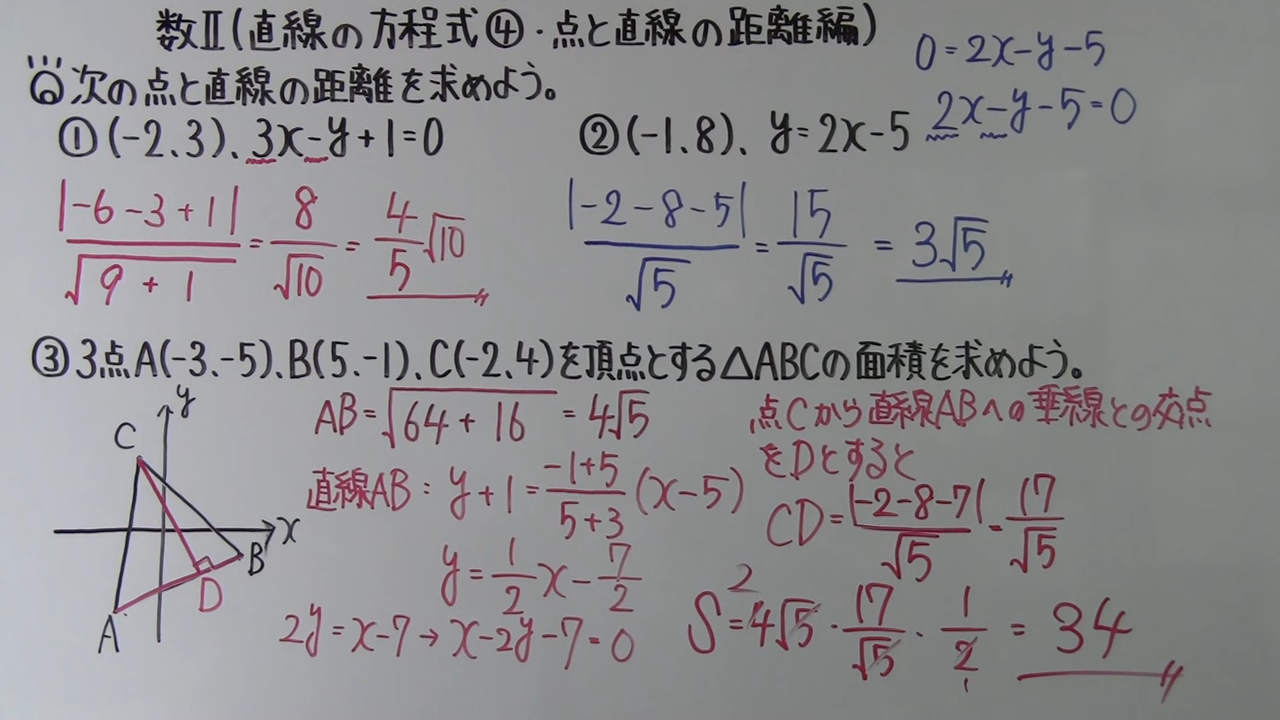 数Ⅱ(直線の方程式④・点と直線の距離編)
0=2x-y-5
2x-y-5=0
Q次の点と直線の距離を求めよう。
①(-2、3)、3x-y+1=0
|-6-3+1|/√(9+1) = 8/√10 = 4/5 √10
②(-1、8)、y=2x-5
|-2-8-5|/√5 = 15/√5 = 3√5
③3点A(-3、-5)、B(5、-1)、C(-2、4)を頂点とする△ABCの面積を求めよう。
y
C
x
B
D
A
AB=√(64+16) = 4√5
直線AB: y+1=(-1+5)/(5+3) (x-5)
y=1/2 x-7/2
2y=x-7→x-2y-7=0
点Cから直線ABへの垂線との交点
をDとすると
CD=|-2-8-7|/√5=17/√5
2
S=4√5・17/√5・1/2=34
1